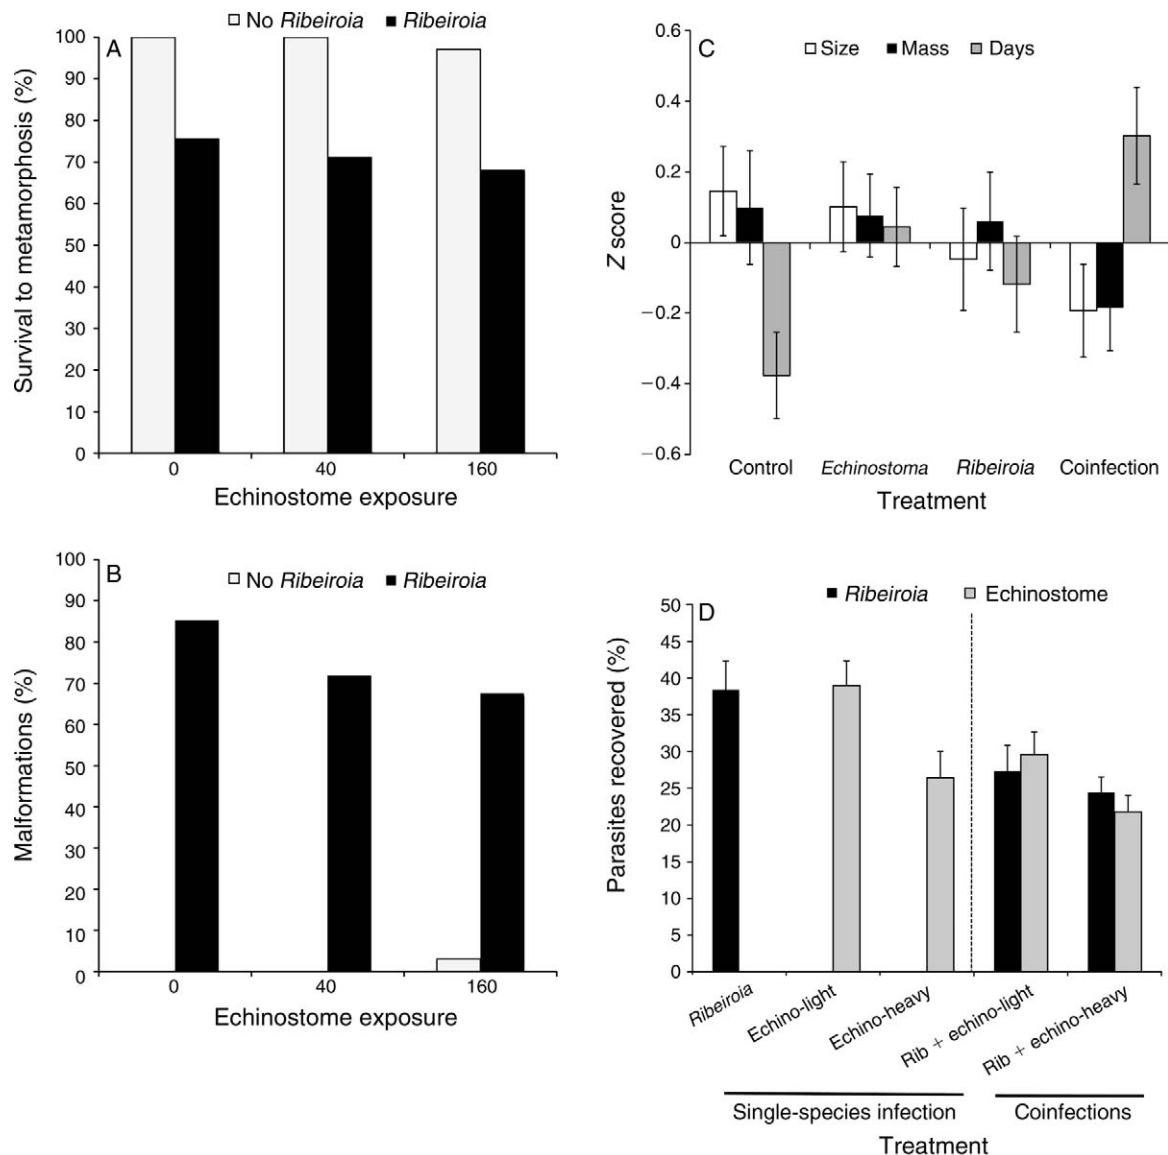 No Ribeiroia Ribeiroia
A
100
90
80
70
60
50
40
30
20
10
0
Survival to metamorphosis (%)
0 40 160
Echinostome exposure
C
Size Mass Days
0.6
0.4
0.2
0
−0.2
−0.4
−0.6
Z score
Control Echinostoma Ribeiroia Coinfection
Treatment
B
No Ribeiroia Ribeiroia
100
90
80
70
60
50
40
30
20
10
0
Malformations (%)
0 40 160
Echinostome exposure
Ribeiroia Echinostome
D
50
45
40
35
30
25
20
15
10
5
0
Parasites recovered (%)
Ribeiroia
Echino-light
Echino-heavy
Rib + echino-light
Rib + echino-heavy
Single-species infection Coinfections
Treatment